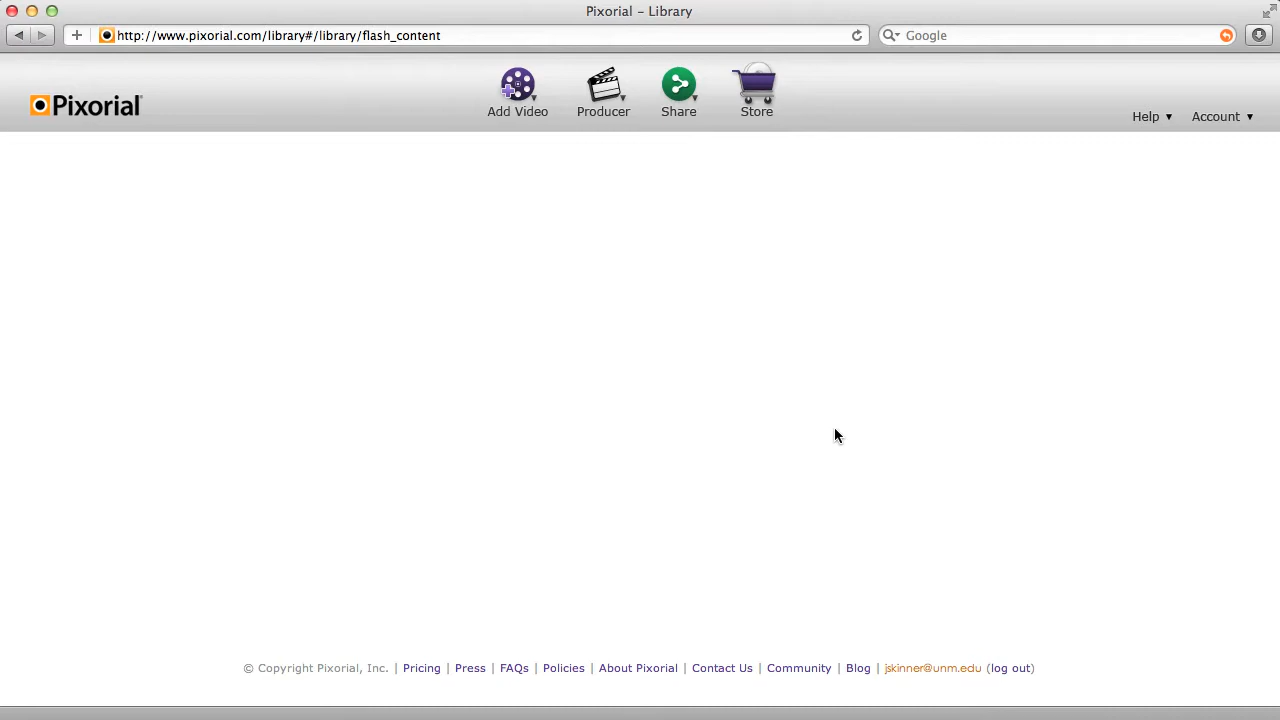 Pixorial – Library
http://www.pixorial.com/library#/library/flash_content
Google
Pixorial
Add Video
Producer
Share
Store
Help ▼
Account ▼
© Copyright Pixorial, Inc. | Pricing | Press | FAQs | Policies | About Pixorial | Contact Us | Community | Blog | jskinner@unm.edu (log out)